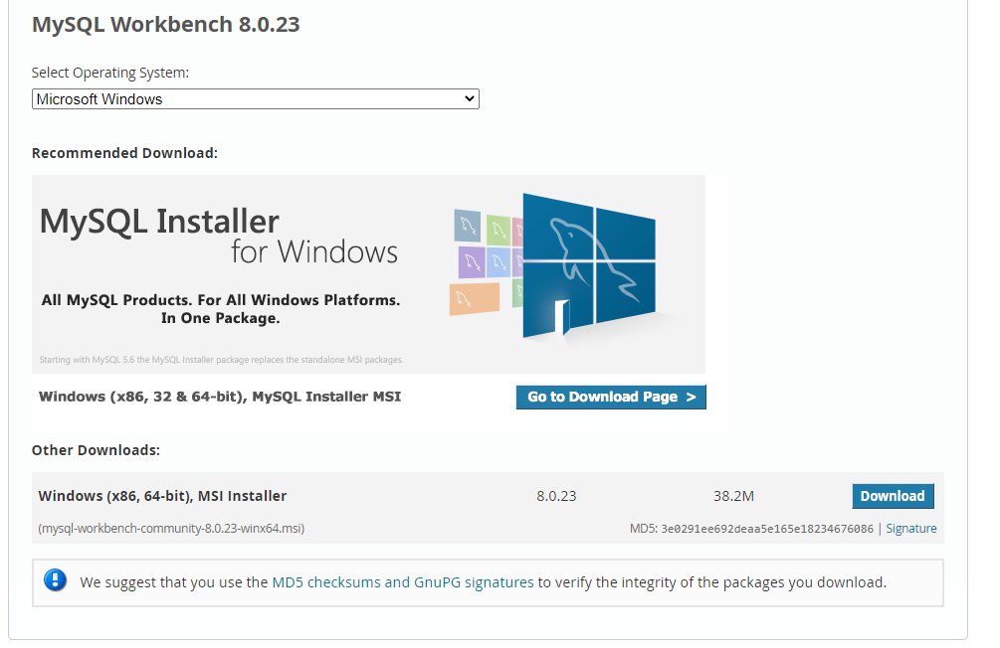 MySQL Workbench 8.0.23
Select Operating System:
Microsoft Windows
Recommended Download:
MySQL Installer
for Windows
All MySQL Products. For All Windows Platforms.
In One Package.
Starting with MySQL 5.6 the MySQL Installer package replaces the standalone MSI packages.
Windows (x86, 32 & 64-bit), MySQL Installer MSI
Go to Download Page >
Other Downloads:
Windows (x86, 64-bit), MSI Installer 8.0.23 38.2M Download
(mysql-workbench-community-8.0.23-winx64.msi) MD5: 3e0291ee692deaa5e165e18234676086 | Signature
We suggest that you use the MD5 checksums and GnuPG signatures to verify the integrity of the packages you download.